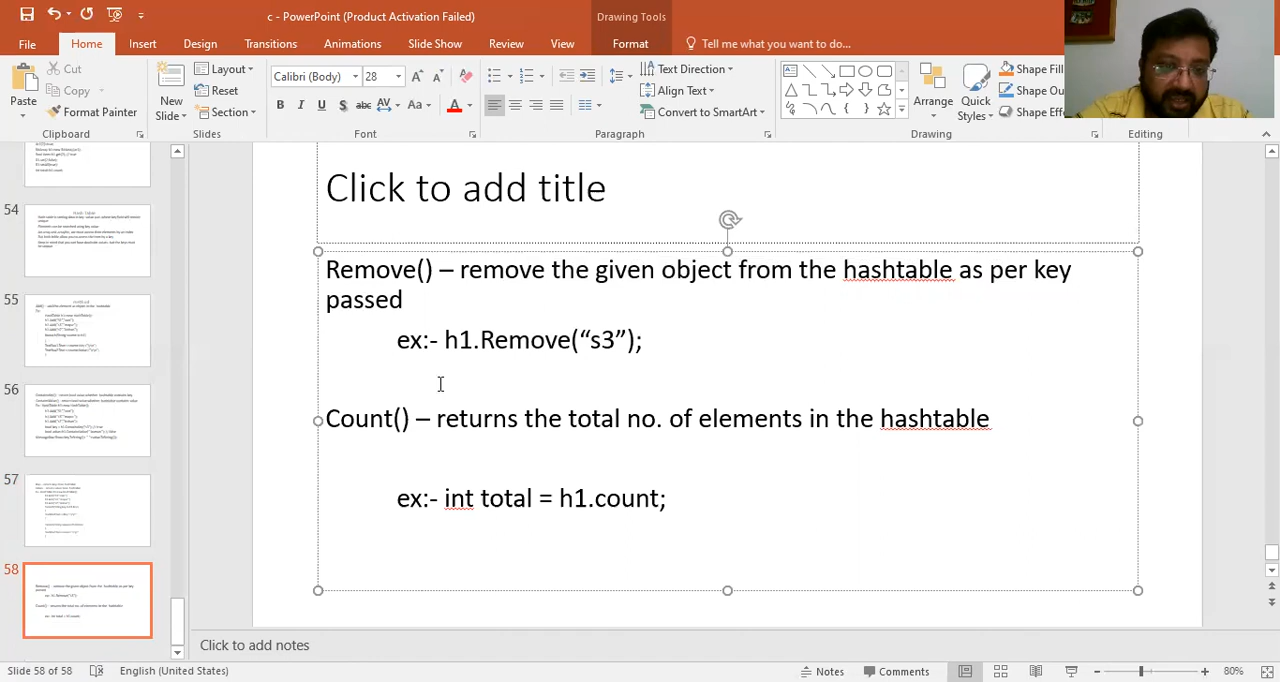 c - PowerPoint (Product Activation Failed)
Drawing Tools
File Home Insert Design Transitions Animations Slide Show Review View Format Tell me what you want to do...
Paste
Cut
Copy
Format Painter
Clipboard
New Slide
Layout
Reset
Section
Slides
Calibri (Body) 28
B I U S abc AV Aa A
Font
Text Direction
Align Text
Convert to SmartArt
Paragraph
Arrange
Quick Styles
Shape Fill
Shape Ou
Shape Effe
Drawing
Editing
54
55
56
57
58
Click to add title
Remove() – remove the given object from the hashtable as per key
passed
ex:- h1.Remove(“s3”);
Count() – returns the total no. of elements in the hashtable
ex:- int total = h1.count;
Click to add notes
Slide 58 of 58 English (United States) Notes Comments 80%